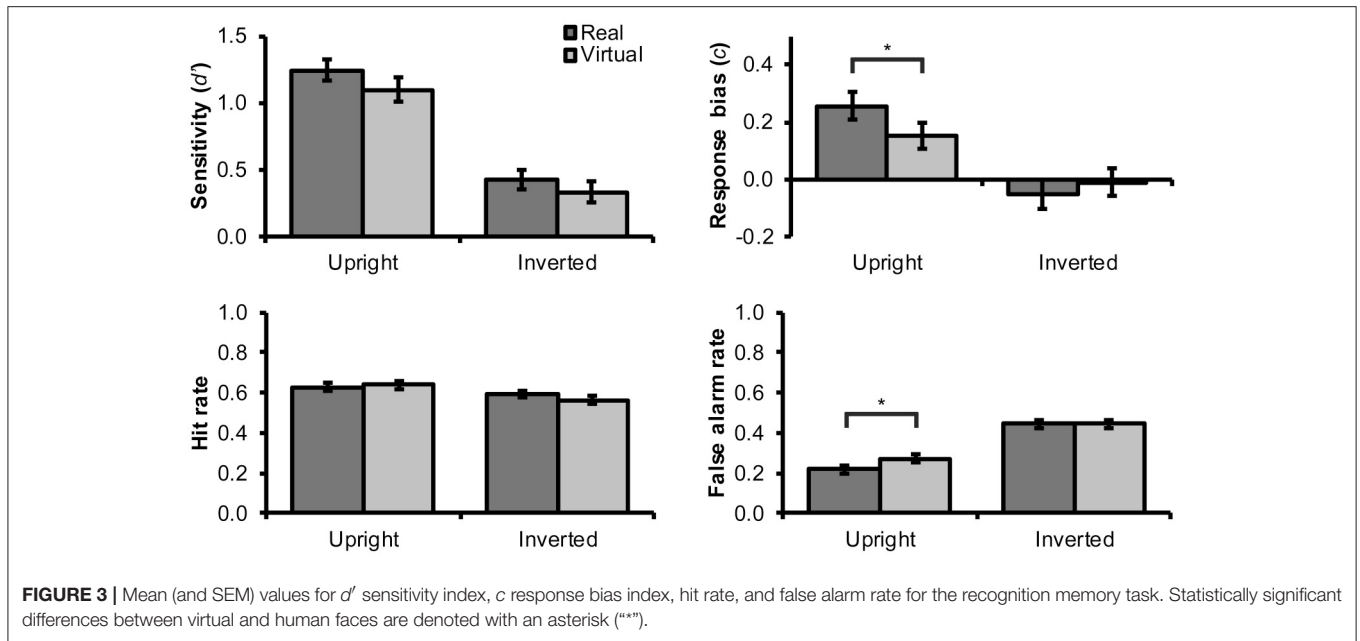 1.5
1.0
0.5
0.0
Sensitivity (d')
Real
Virtual
Upright
Inverted
0.4
0.2
0.0
-0.2
Response bias (c)
*
Upright
Inverted
1.0
0.8
0.6
0.4
0.2
0.0
Hit rate
Upright
Inverted
1.0
0.8
0.6
0.4
0.2
0.0
False alarm rate
*
Upright
Inverted
FIGURE 3 | Mean (and SEM) values for d′ sensitivity index, c response bias index, hit rate, and false alarm rate for the recognition memory task. Statistically significant
differences between virtual and human faces are denoted with an asterisk (“*”).